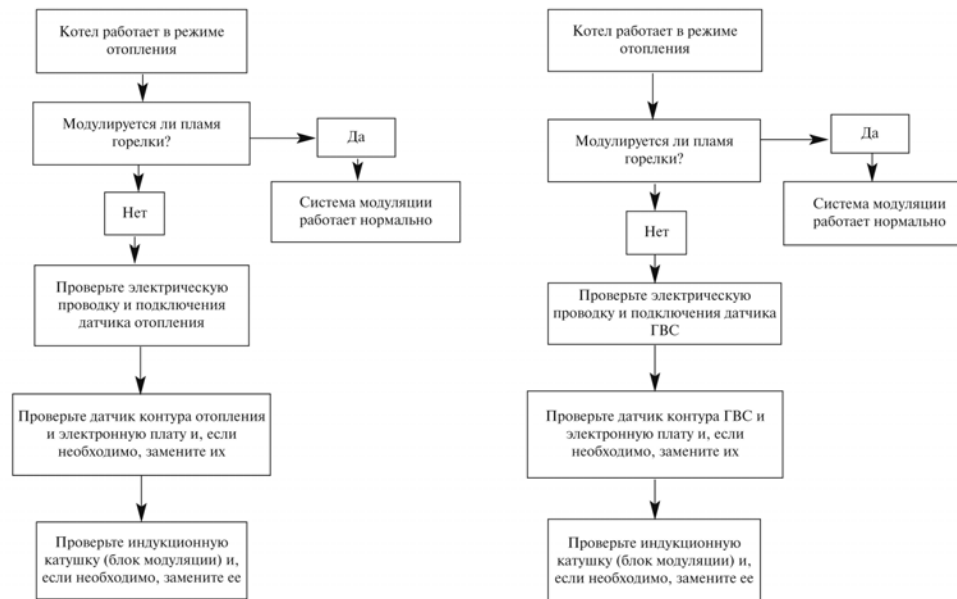 Котел работает в режиме
отопления
Модулируется ли пламя
горелки?
Да
Система модуляции
работает нормально
Нет
Проверьте электрическую
проводку и подключения
датчика отопления
Проверьте датчик контура отопления
и электронную плату и, если
необходимо, замените их
Проверьте индукционную
катушку (блок модуляции) и,
если необходимо, замените ее
Котел работает в режиме
отопления
Модулируется ли пламя
горелки?
Да
Система модуляции
работает нормально
Нет
Проверьте электрическую
проводку и подключения датчика
ГВС
Проверьте датчик контура ГВС и
электронную плату и, если
необходимо, замените их
Проверьте индукционную
катушку (блок модуляции) и,
если необходимо, замените ее